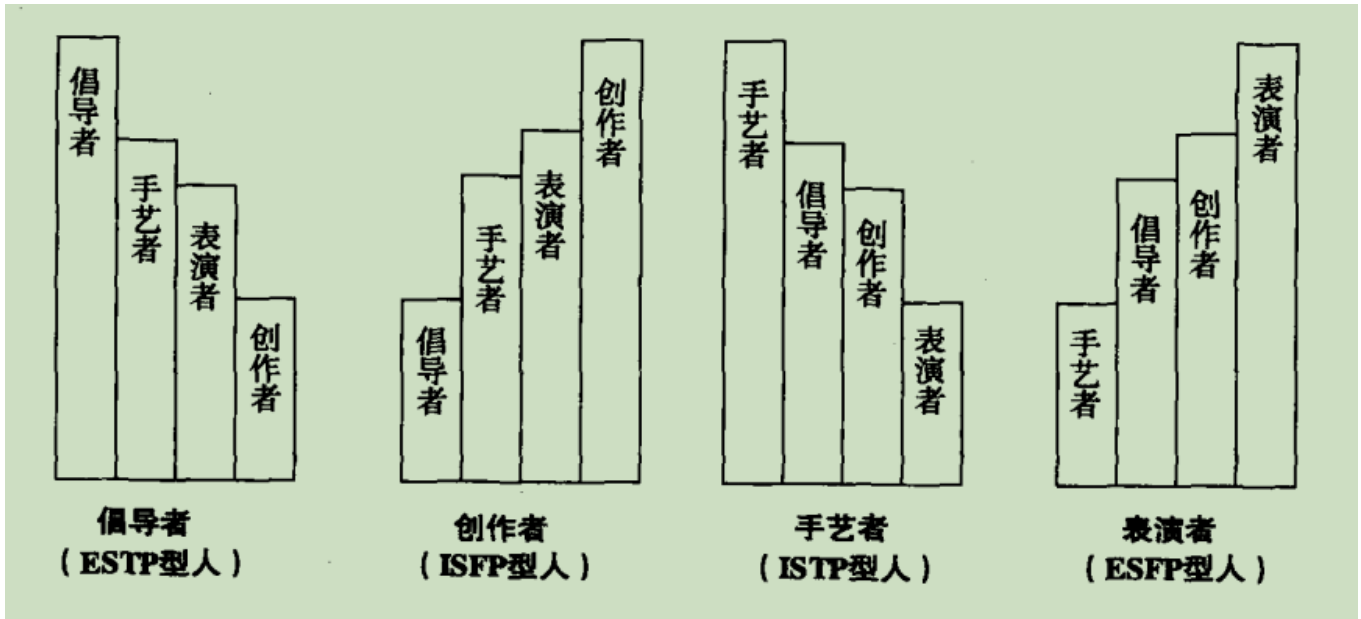 倡导者
手艺者
表演者
创作者
倡导者
手艺者
表演者
创作者
手艺者
倡导者
创作者
表演者
手艺者
倡导者
创作者
表演者
倡导者
（ESTP型人）
创作者
（ISFP型人）
手艺者
（ISTP型人）
表演者
（ESFP型人）